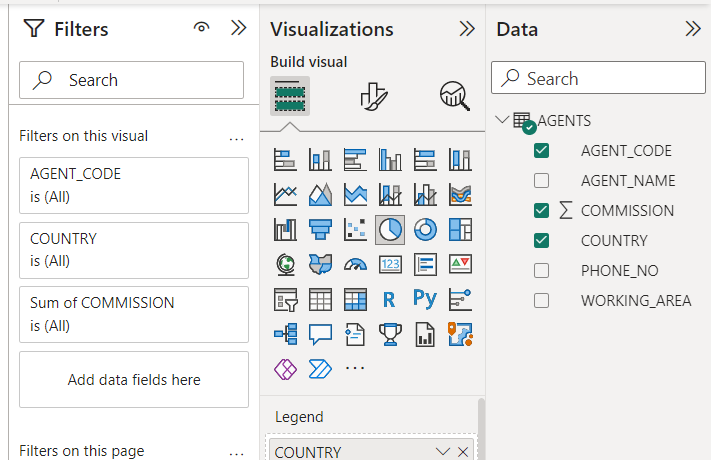 Filters
Search
Filters on this visual
...
AGENT_CODE
is (All)
COUNTRY
is (All)
Sum of COMMISSION
is (All)
Add data fields here
Filters on this page
...
Visualizations
Build visual
123
R
Py
...
Legend
COUNTRY
Data
Search
AGENTS
AGENT_CODE
AGENT_NAME
∑ COMMISSION
COUNTRY
PHONE_NO
WORKING_AREA